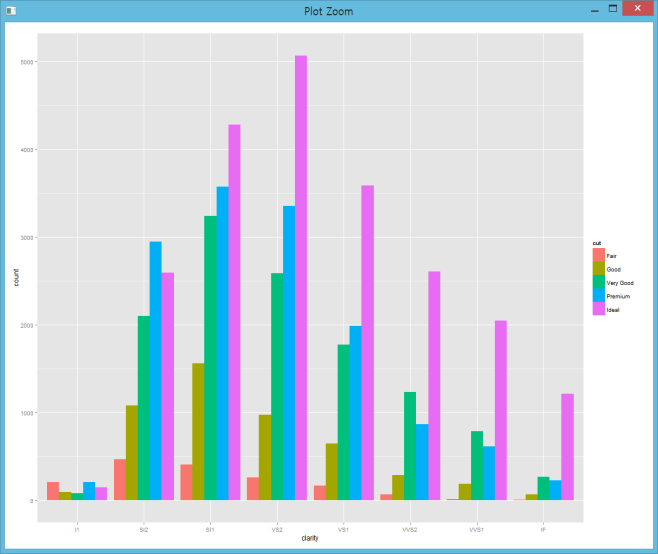 Plot Zoom
5000
4000
3000
2000
1000
0
count
I1 SI2 SI1 VS2 VS1 VVS2 VVS1 IF
clarity
cut
Fair
Good
Very Good
Premium
Ideal